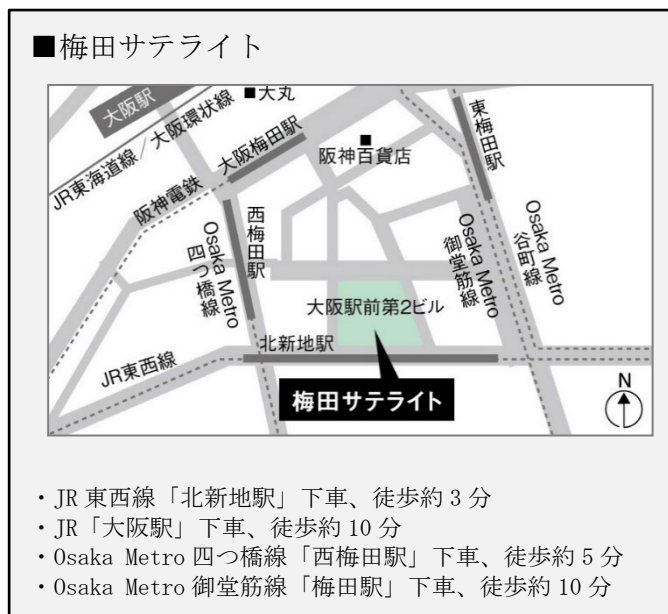 ■梅田サテライト
大阪駅
■大丸
JR東海道線/大阪環状線
大阪梅田駅
阪神電鉄
阪神百貨店
東梅田駅
西梅田駅
Osaka Metro
四つ橋線
Osaka Metro
御堂筋線
Osaka Metro
谷町線
大阪駅前第2ビル
北新地駅
JR東西線
梅田サテライト
N
・JR 東西線「北新地駅」下車、徒歩約 3 分
・JR「大阪駅」下車、徒歩約 10 分
・Osaka Metro 四つ橋線「西梅田駅」下車、徒歩約 5 分
・Osaka Metro 御堂筋線「梅田駅」下車、徒歩約 10 分